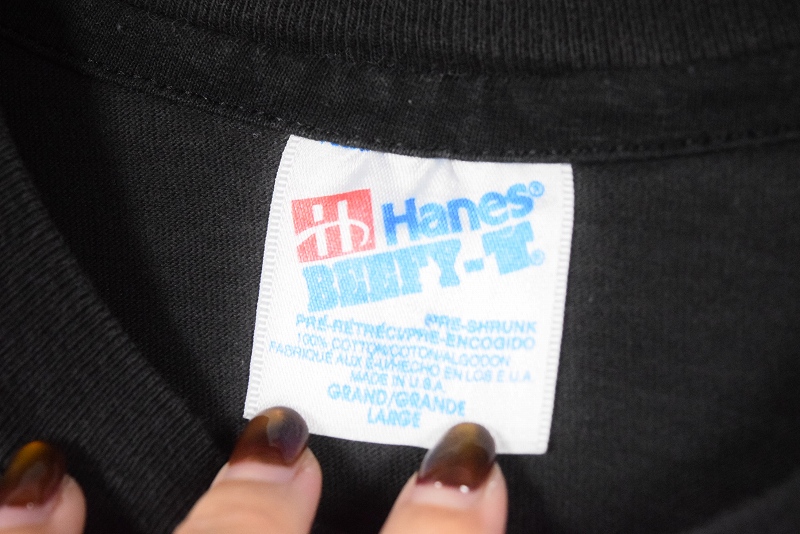 Hanes®
BEEFY-T®
PRE-SHRUNK
PRÉ-RÉTRÉCI/PRE-ENCOGIDO
100% COTTON/COTON/ALGODON
FABRIQUÉ AUX É-U/HECHO EN LOS E.U.A.
MADE IN U.S.A.
GRAND/GRANDE
LARGE